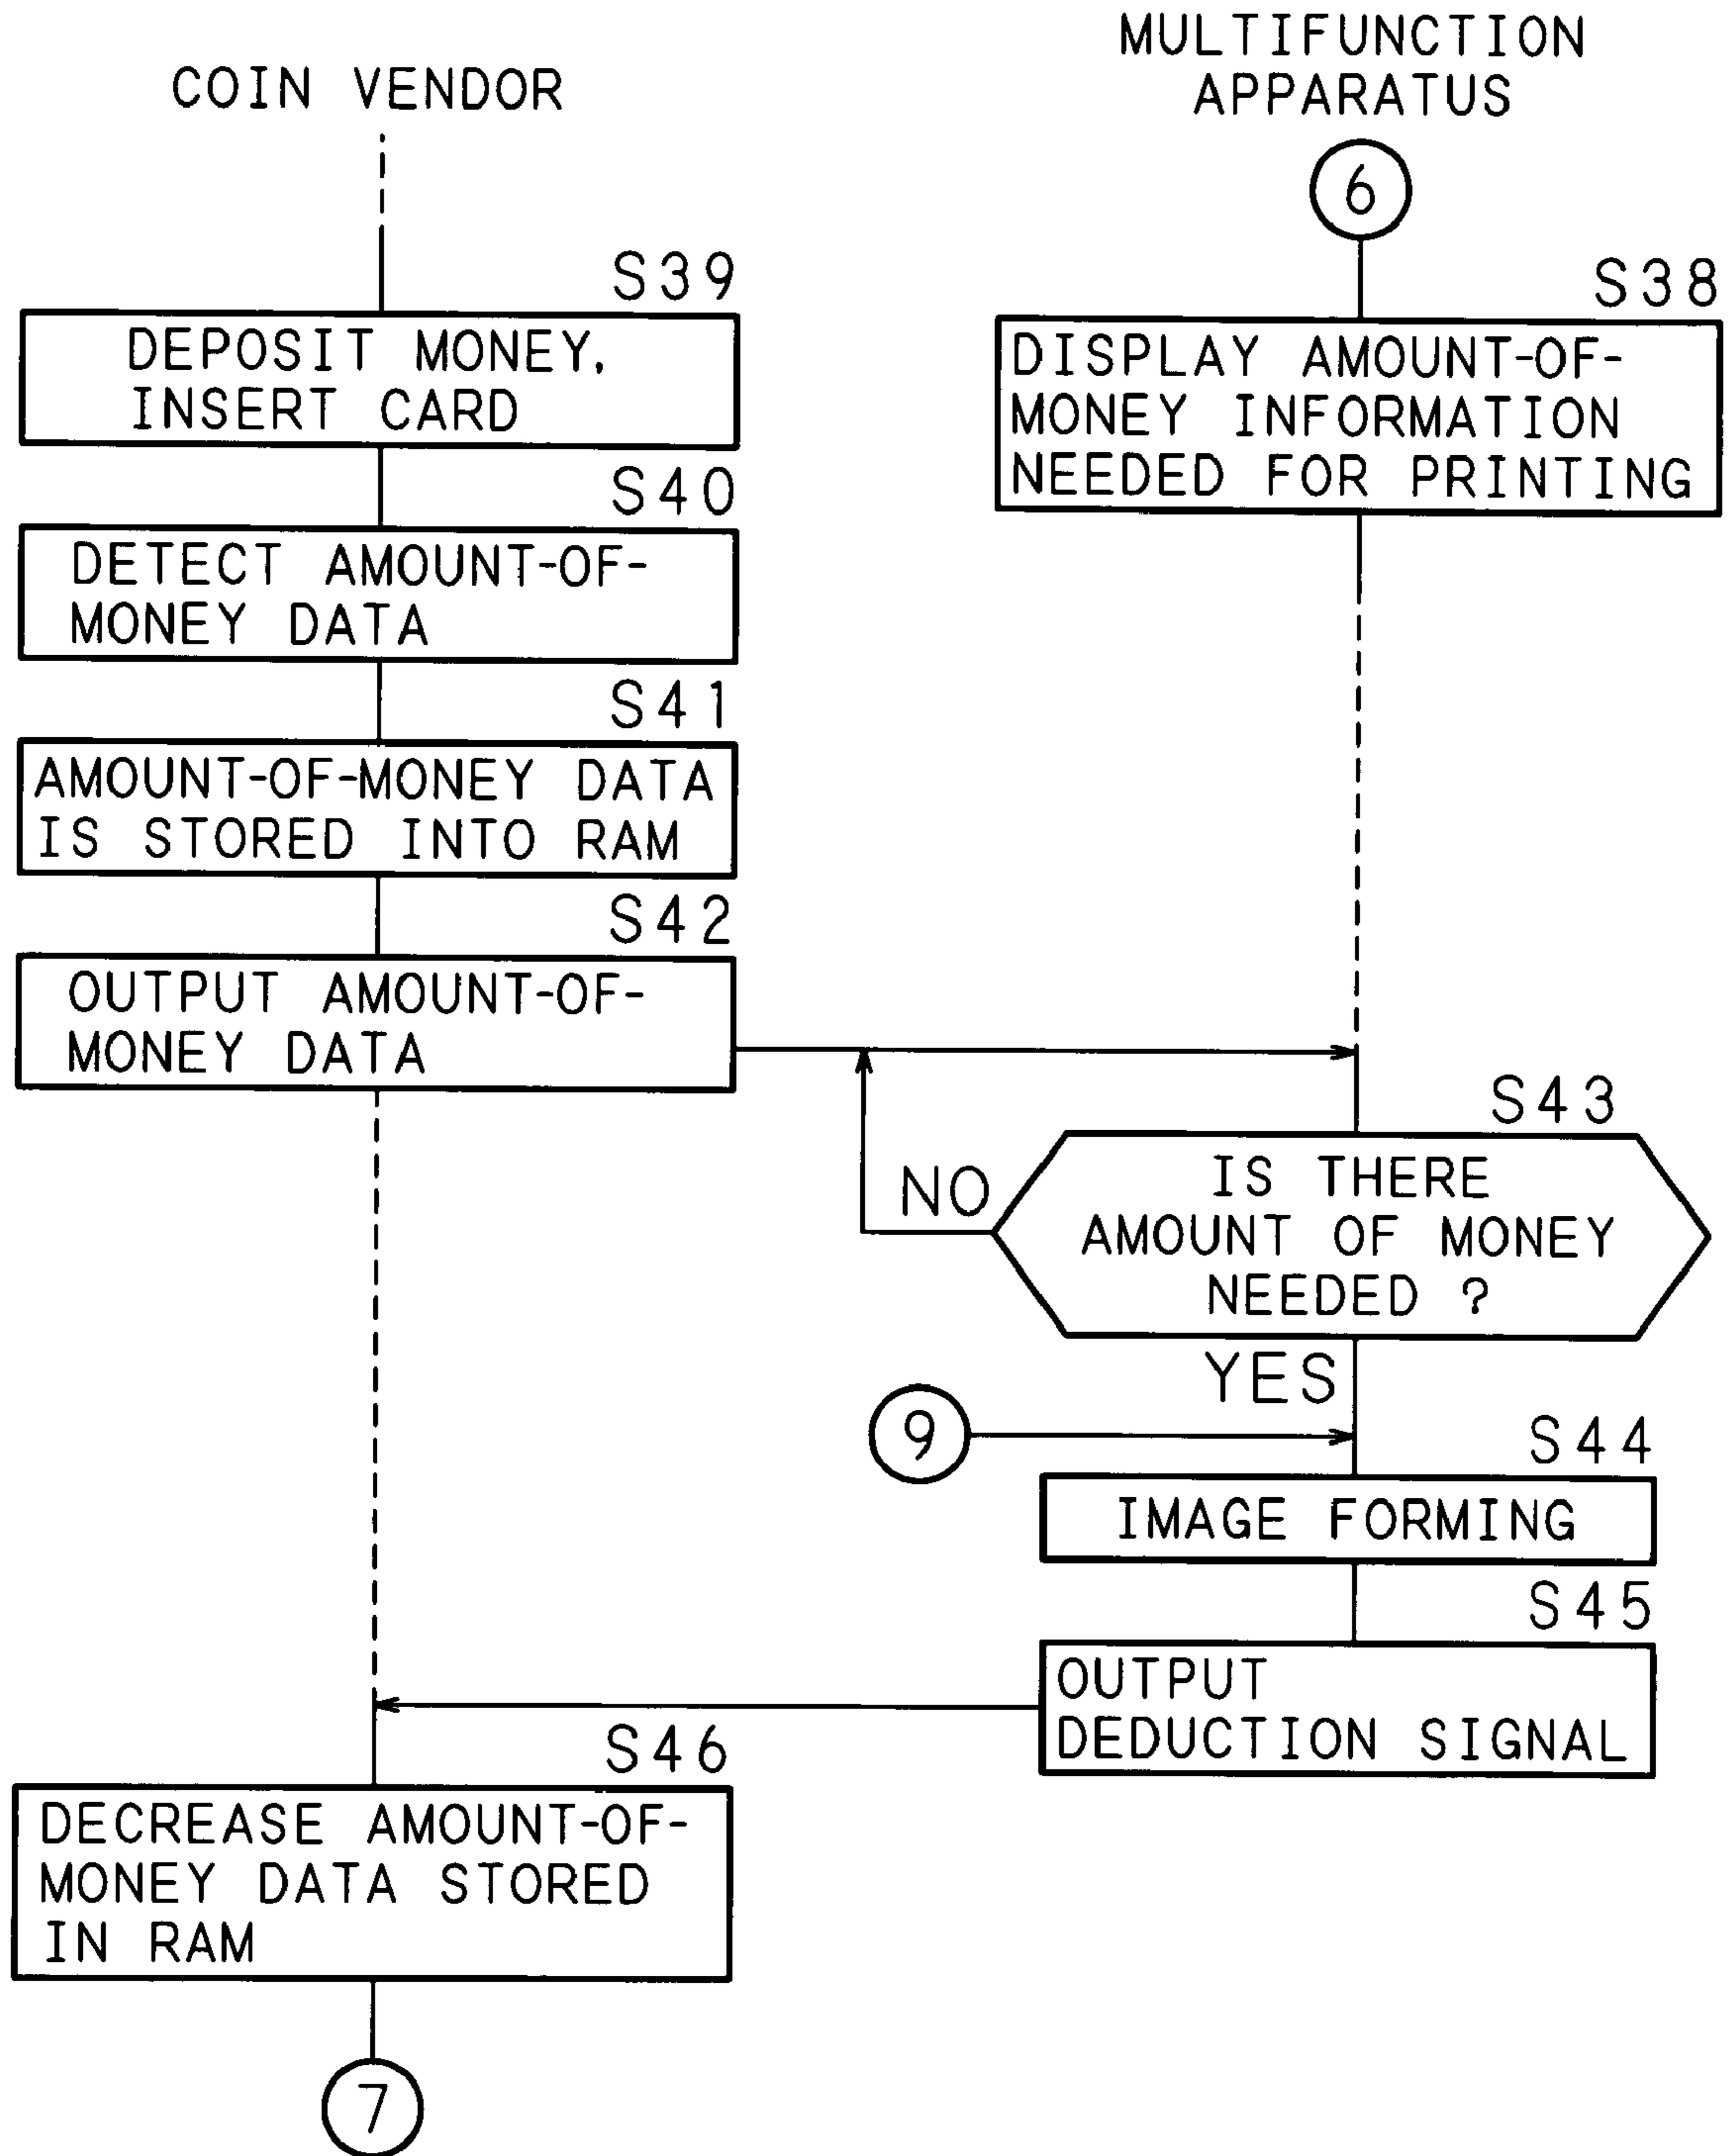 COIN VENDOR
MULTIFUNCTION
APPARATUS
6
S39
DEPOSIT MONEY,
INSERT CARD
S38
DISPLAY AMOUNT-OF-
MONEY INFORMATION
NEEDED FOR PRINTING
S40
DETECT AMOUNT-OF-
MONEY DATA
S41
AMOUNT-OF-MONEY DATA
IS STORED INTO RAM
S42
OUTPUT AMOUNT-OF-
MONEY DATA
S43
IS THERE
AMOUNT OF MONEY
NEEDED ?
NO
YES
9
S44
IMAGE FORMING
S45
OUTPUT
DEDUCTION SIGNAL
S46
DECREASE AMOUNT-OF-
MONEY DATA STORED
IN RAM
7